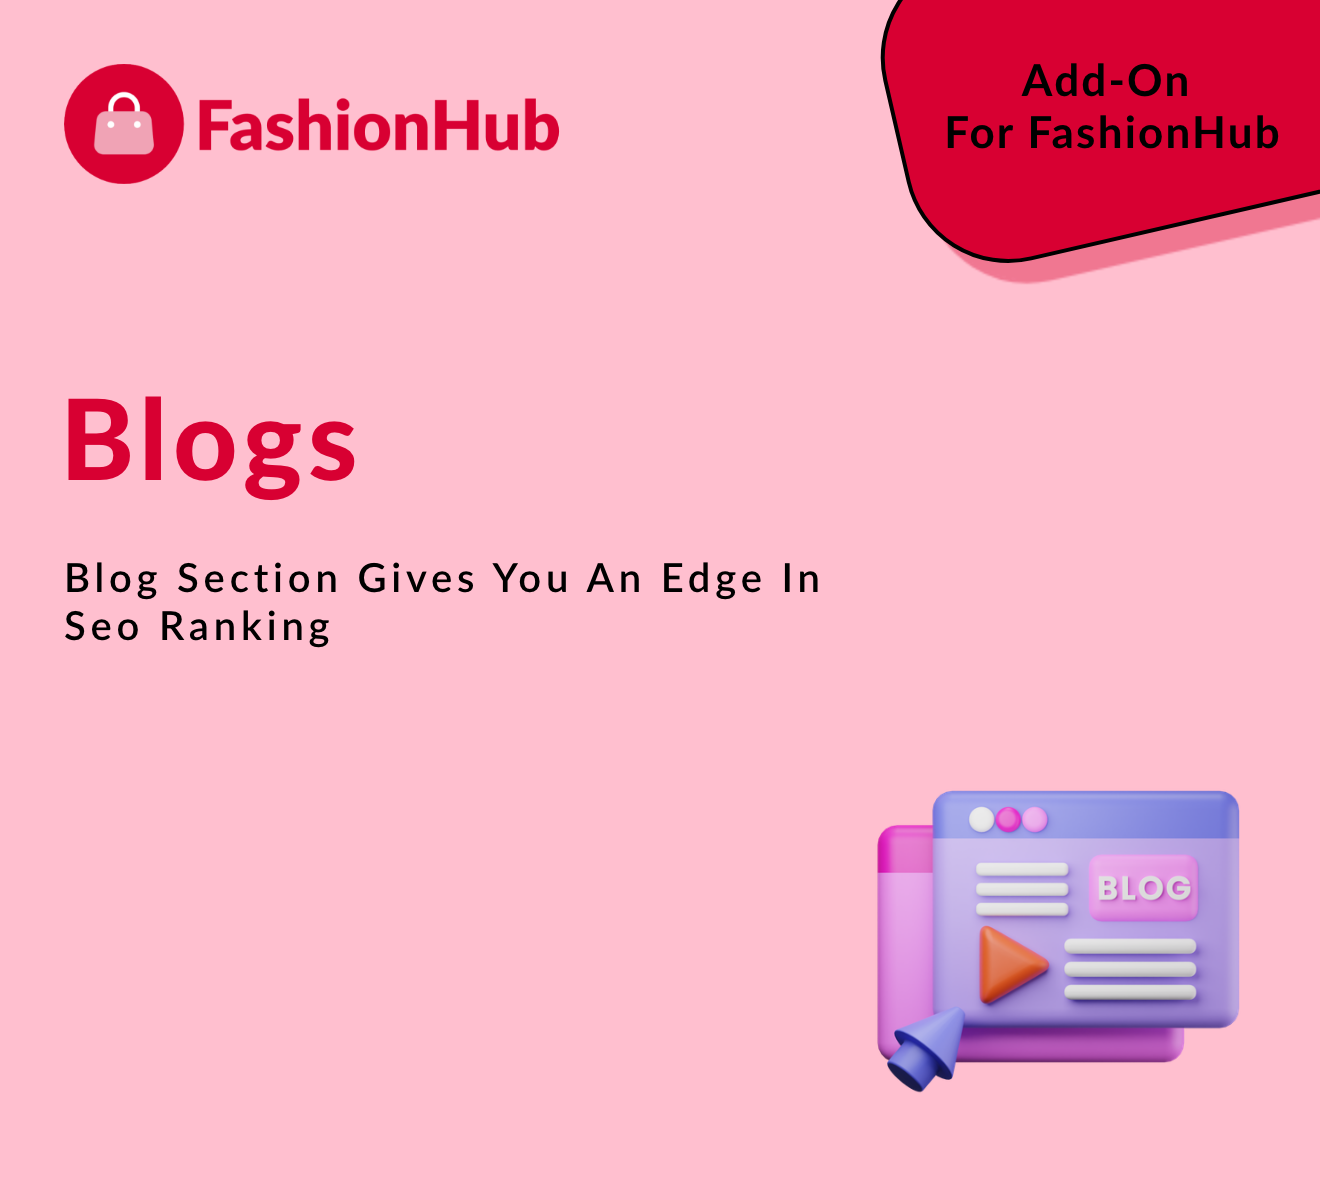 FashionHub
Add-On
For FashionHub
Blogs
Blog Section Gives You An Edge In
Seo Ranking
BLOG